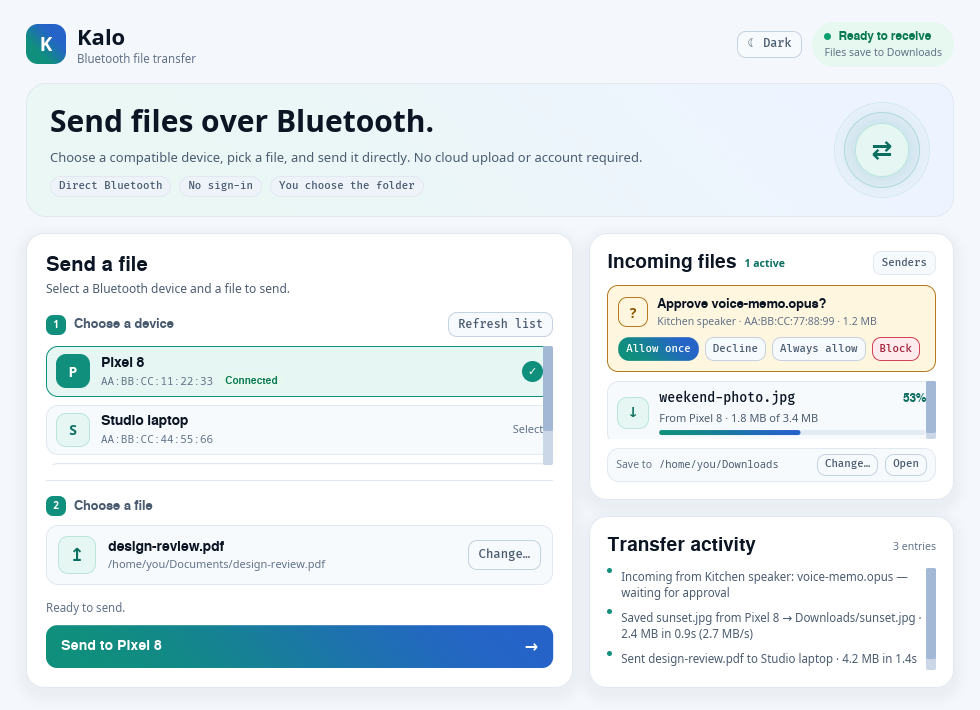 K
Kalo
Bluetooth file transfer
☾ Dark
Ready to receive
Files save to Downloads
Send files over Bluetooth.
Choose a compatible device, pick a file, and send it directly. No cloud upload or account required.
Direct Bluetooth
No sign-in
You choose the folder
⇄
Send a file
Select a Bluetooth device and a file to send.
1 Choose a device
Refresh list
P
Pixel 8
AA:BB:CC:11:22:33 Connected
✓
S
Studio laptop
AA:BB:CC:44:55:66
Select
2 Choose a file
↥
design-review.pdf
/home/you/Documents/design-review.pdf
Change…
Ready to send.
Send to Pixel 8 →
Incoming files 1 active
Senders
?
Approve voice-memo.opus?
Kitchen speaker · AA:BB:CC:77:88:99 · 1.2 MB
Allow once
Decline
Always allow
Block
↓
weekend-photo.jpg 53%
From Pixel 8 · 1.8 MB of 3.4 MB
Save to /home/you/Downloads
Change…
Open
Transfer activity
3 entries
Incoming from Kitchen speaker: voice-memo.opus —
waiting for approval
Saved sunset.jpg from Pixel 8 → Downloads/sunset.jpg ·
2.4 MB in 0.9s (2.7 MB/s)
Sent design-review.pdf to Studio laptop · 4.2 MB in 1.4s